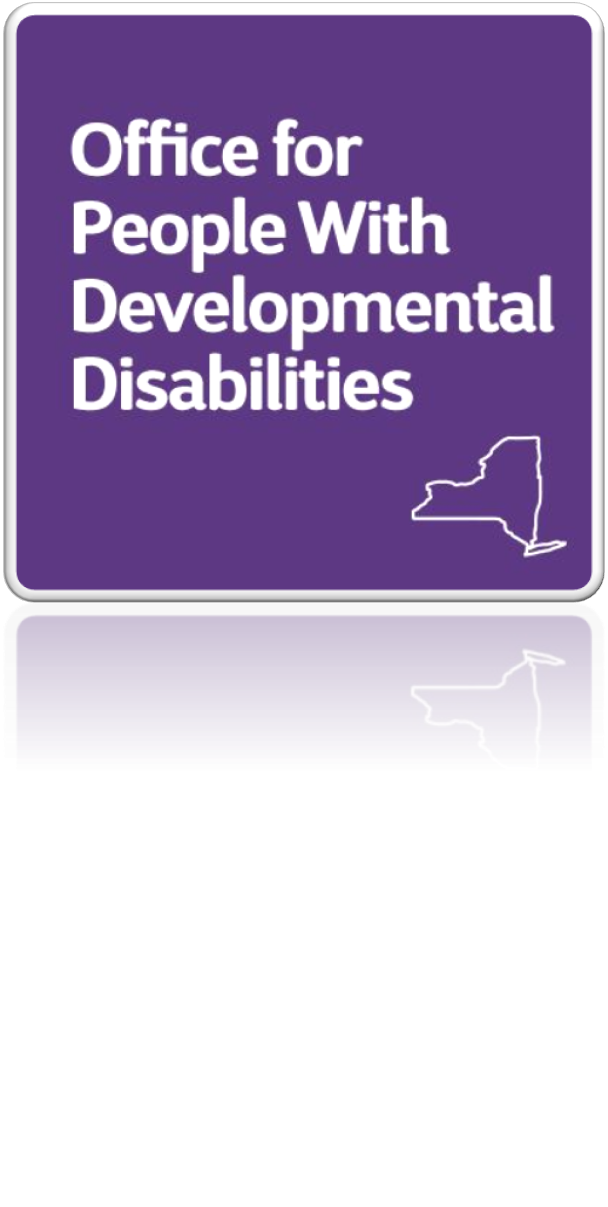 Office for
People With
Developmental
Disabilities